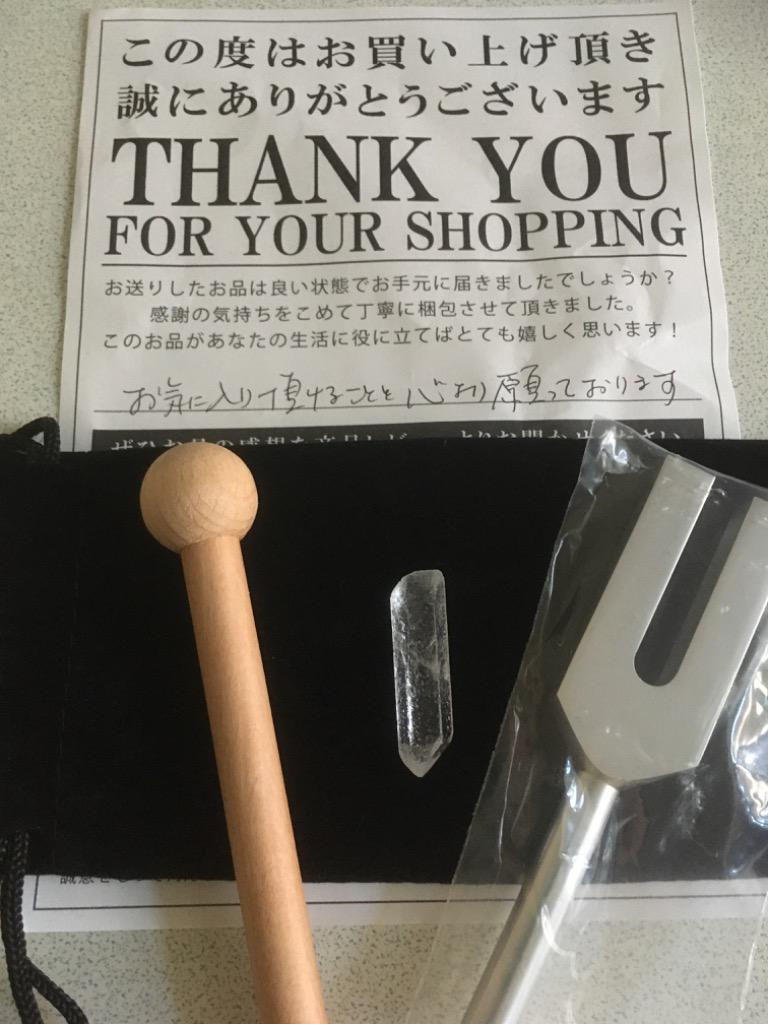 この度はお買い上げ頂き
誠にありがとうございます
THANK YOU
FOR YOUR SHOPPING
お送りしたお品は良い状態でお手元に届きましたでしょうか？
感謝の気持ちをこめて丁寧に梱包させて頂きました。
このお品があなたの生活に役に立てばとても嬉しく思います！
お気に入り頂けることを心より願っております